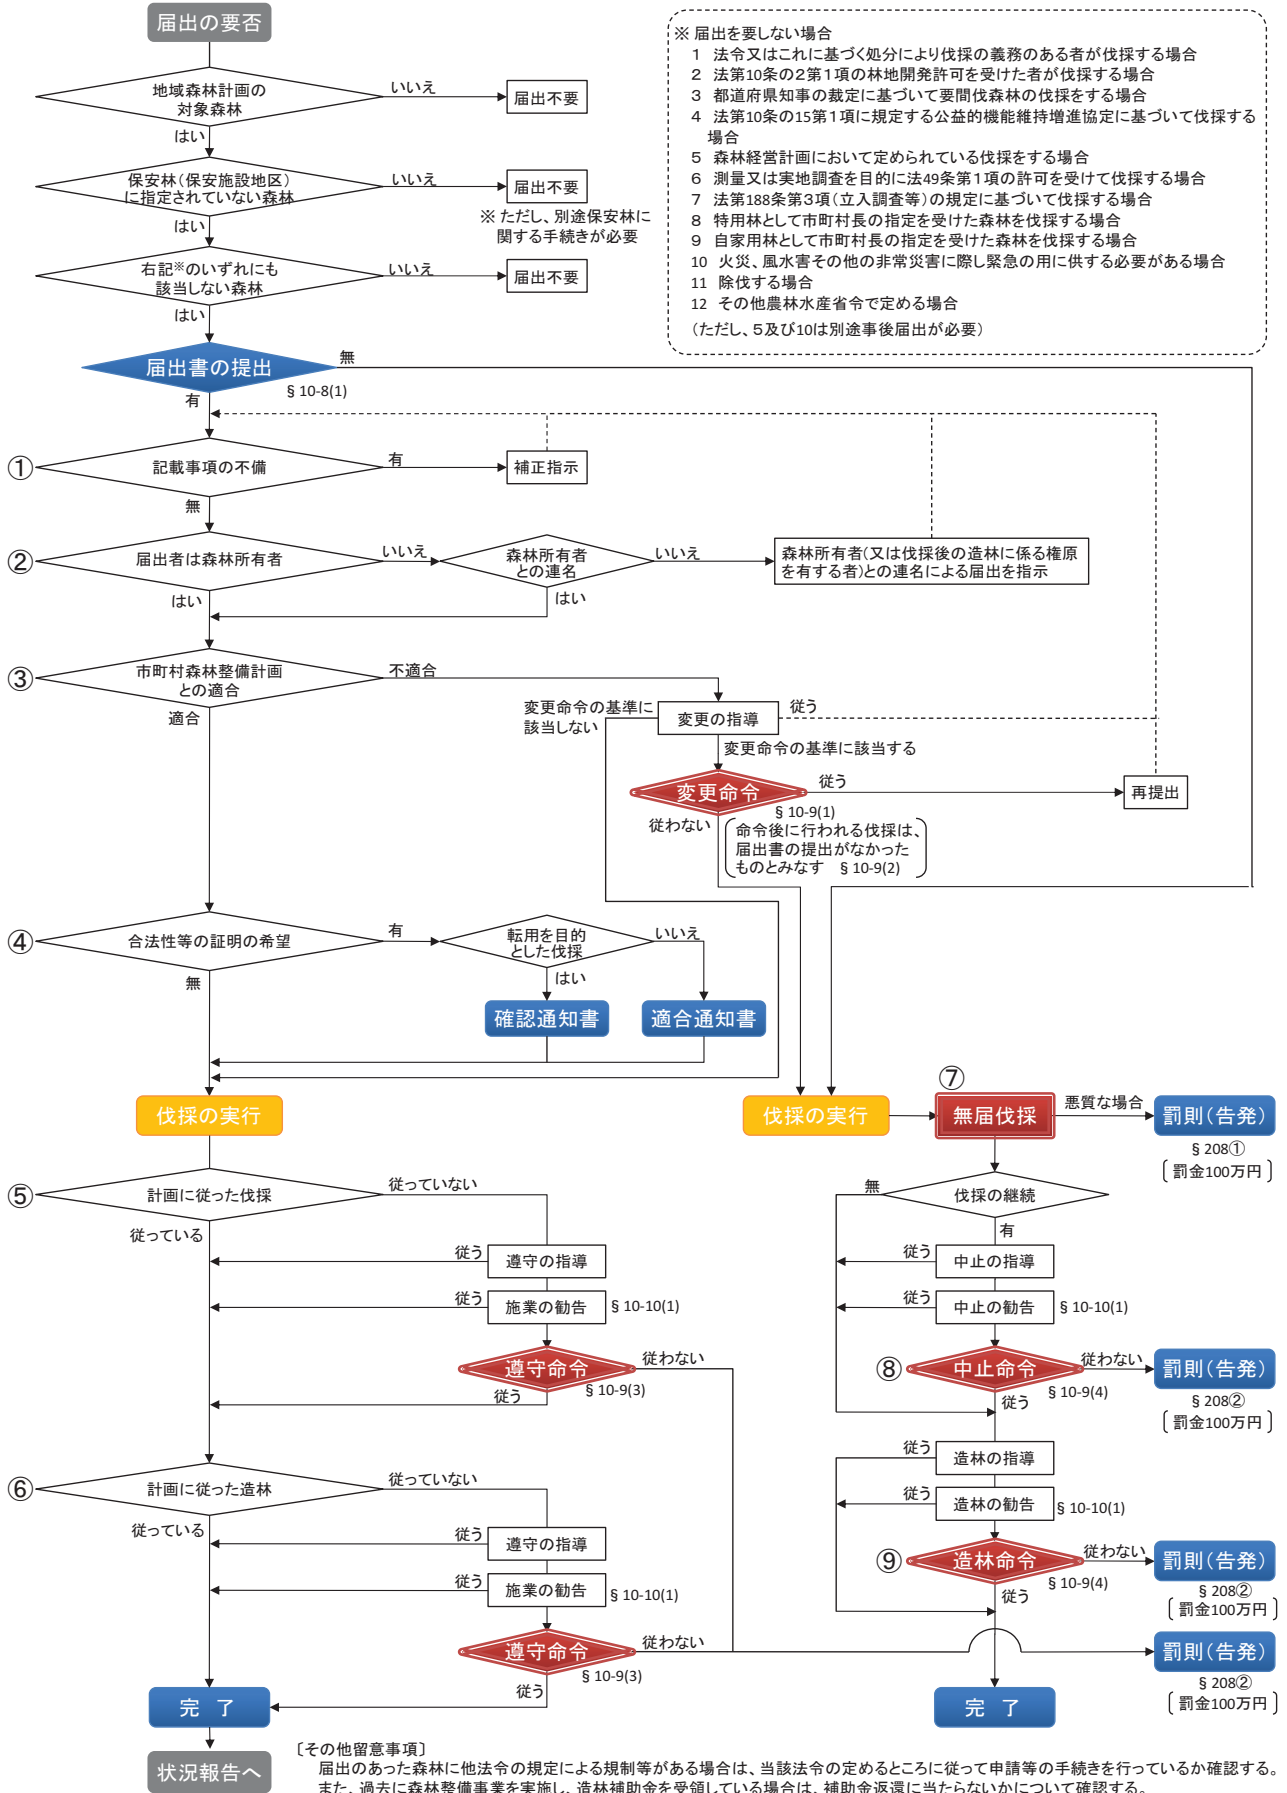 届出の要否
※ 届出を要しない場合
1 法令又はこれに基づく処分により伐採の義務のある者が伐採する場合
2 法第10条の２第１項の林地開発許可を受けた者が伐採する場合
3 都道府県知事の裁定に基づいて要間伐森林の伐採をする場合
4 法第10条の15第１項に規定する公益的機能維持増進協定に基づいて伐採する
場合
5 森林経営計画において定められている伐採をする場合
6 測量又は実地調査を目的に法49条第１項の許可を受けて伐採する場合
7 法第188条第３項（立入調査等）の規定に基づいて伐採する場合
8 特用林として市町村長の指定を受けた森林を伐採する場合
9 自家用林として市町村長の指定を受けた森林を伐採する場合
10 火災、風水害その他の非常災害に際し緊急の用に供する必要がある場合
11 除伐する場合
12 その他農林水産省令で定める場合
（ただし、５及び10は別途事後届出が必要）
地域森林計画の
対象森林
いいえ
届出不要
はい
保安林（保安施設地区）
に指定されていない森林
いいえ
届出不要
※ ただし、別途保安林に
関する手続きが必要
はい
右記※のいずれにも
該当しない森林
いいえ
届出不要
はい
届出書の提出
無
§ 10-8(1)
有
①
記載事項の不備
有
補正指示
無
②
届出者は森林所有者
いいえ
森林所有者
との連名
いいえ
森林所有者（又は伐採後の造林に係る権原
を有する者）との連名による届出を指示
はい
はい
③
市町村森林整備計画
との適合
不適合
適合
変更命令の基準に
該当しない
変更の指導
従う
変更命令の基準に該当する
変更命令
従う
再提出
§ 10-9(1)
従わない
命令後に行われる伐採は、
届出書の提出がなかった
ものとみなす § 10-9(2)
④
合法性等の証明の希望
有
転用を目的
とした伐採
いいえ
無
はい
確認通知書
適合通知書
伐採の実行
伐採の実行
⑦
無届伐採
悪質な場合
罰則（告発）
§ 208①
〔罰金100万円〕
⑤
計画に従った伐採
従っていない
従っている
従う
遵守の指導
従う
施業の勧告
§ 10-10(1)
遵守命令
従わない
§ 10-9(3)
従う
無
伐採の継続
有
従う
中止の指導
従う
中止の勧告
§ 10-10(1)
⑧
中止命令
従わない
罰則（告発）
§ 10-9(4)
§ 208②
〔罰金100万円〕
従う
⑥
計画に従った造林
従っていない
従っている
従う
遵守の指導
従う
施業の勧告
§ 10-10(1)
遵守命令
従わない
§ 10-9(3)
従う
従う
造林の指導
従う
造林の勧告
§ 10-10(1)
⑨
造林命令
従わない
罰則（告発）
§ 10-9(4)
§ 208②
〔罰金100万円〕
従う
罰則（告発）
§ 208②
〔罰金100万円〕
完 了
完 了
状況報告へ
〔その他留意事項〕
届出のあった森林に他法令の規定による規制等がある場合は、当該法令の定めるところに従って申請等の手続きを行っているか確認する。
また、過去に森林整備事業を実施し、造林補助金を受領している場合は、補助金返還に当たらないかについて確認する。